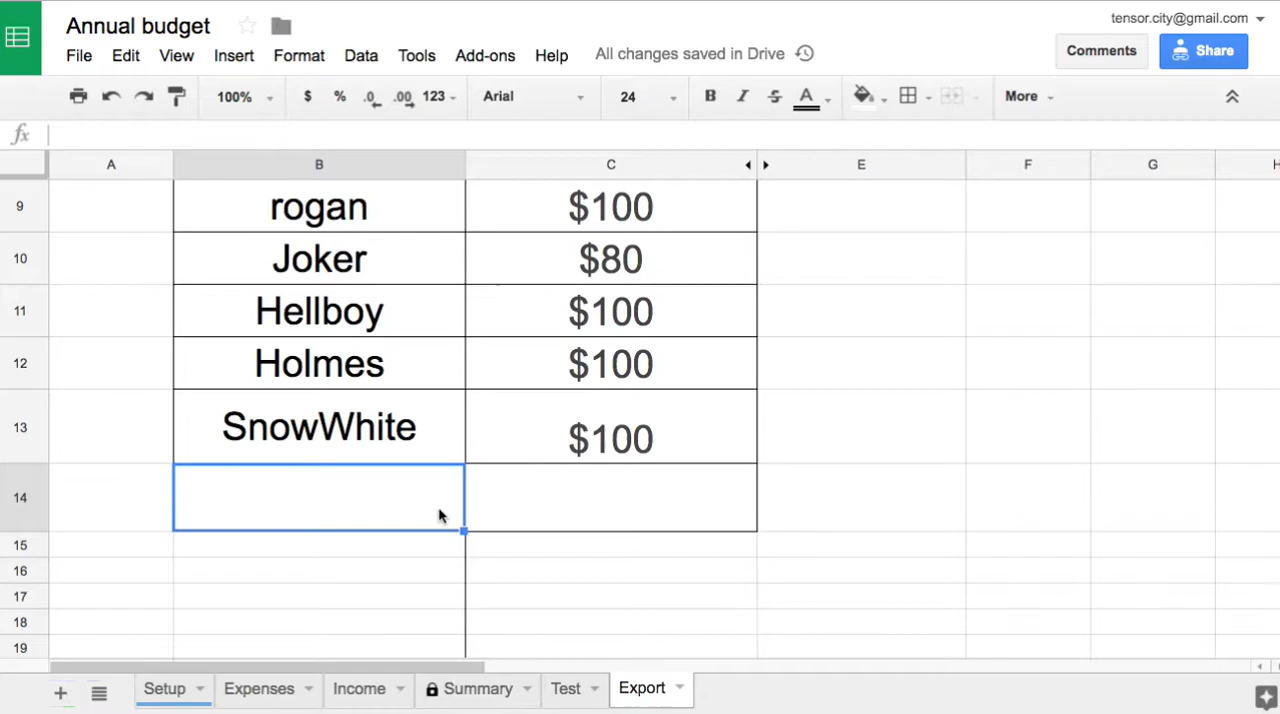 Annual budget
tensor.city@gmail.com
File Edit View Insert Format Data Tools Add-ons Help All changes saved in Drive
Comments Share
100% $ % .0 .00 123 Arial 24 B I S A More
fx
A B C E F G H
9 rogan $100
10 Joker $80
11 Hellboy $100
12 Holmes $100
13 SnowWhite $100
14
15
16
17
18
19
+ Setup Expenses Income Summary Test Export